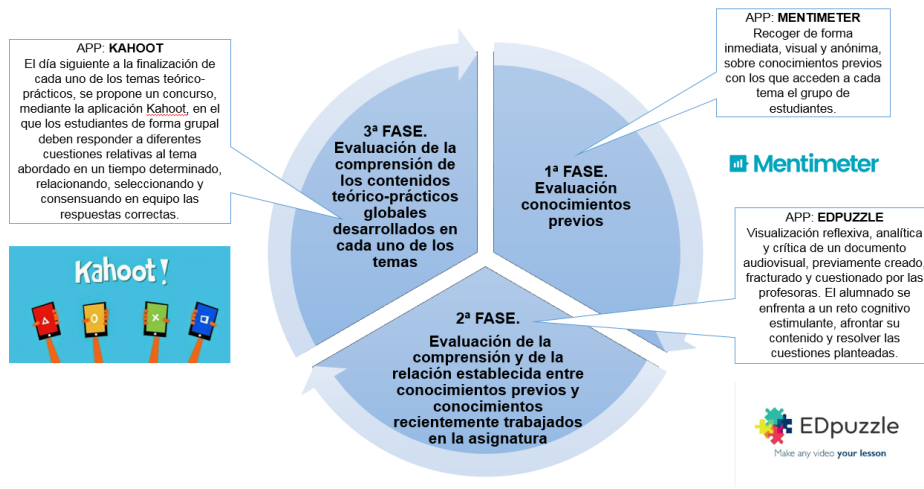 APP: KAHOOT
El día siguiente a la finalización de
cada uno de los temas teórico-
prácticos, se propone un concurso,
mediante la aplicación Kahoot, en el
que los estudiantes de forma grupal
deben responder a diferentes
cuestiones relativas al tema
abordado en un tiempo determinado,
relacionando, seleccionando y
consensuando en equipo las
respuestas correctas.
Kahoot!
3ª FASE.
Evaluación de la
comprensión de
los contenidos
teórico-prácticos
globales
desarrollados en
cada uno de los
temas
1ª FASE.
Evaluación
conocimientos
previos
2ª FASE.
Evaluación de la
comprensión y de la
relación establecida entre
conocimientos previos y
conocimientos
recientemente trabajados
en la asignatura
APP: MENTIMETER
Recoger de forma
inmediata, visual y anónima,
sobre conocimientos previos
con los que acceden a cada
tema el grupo de
estudiantes.
Mentimeter
APP: EDPUZZLE
Visualización reflexiva, analítica
y crítica de un documento
audiovisual, previamente creado,
fracturado y cuestionado por las
profesoras. El alumnado se
enfrenta a un reto cognitivo
estimulante, afrontar su
contenido y resolver las
cuestiones planteadas.
EDpuzzle
Make any video your lesson